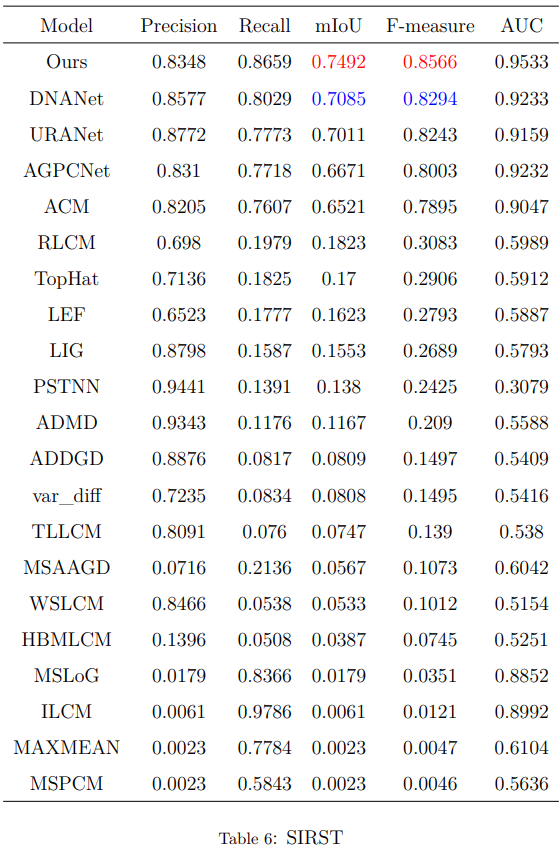 Model Precision Recall mIoU F-measure AUC
Ours 0.8348 0.8659 0.7492 0.8566 0.9533
DNANet 0.8577 0.8029 0.7085 0.8294 0.9233
URANet 0.8772 0.7773 0.7011 0.8243 0.9159
AGPCNet 0.831 0.7718 0.6671 0.8003 0.9232
ACM 0.8205 0.7607 0.6521 0.7895 0.9047
RLCM 0.698 0.1979 0.1823 0.3083 0.5989
TopHat 0.7136 0.1825 0.17 0.2906 0.5912
LEF 0.6523 0.1777 0.1623 0.2793 0.5887
LIG 0.8798 0.1587 0.1553 0.2689 0.5793
PSTNN 0.9441 0.1391 0.138 0.2425 0.3079
ADMD 0.9343 0.1176 0.1167 0.209 0.5588
ADDGD 0.8876 0.0817 0.0809 0.1497 0.5409
var_diff 0.7235 0.0834 0.0808 0.1495 0.5416
TLLCM 0.8091 0.076 0.0747 0.139 0.538
MSAAGD 0.0716 0.2136 0.0567 0.1073 0.6042
WSLCM 0.8466 0.0538 0.0533 0.1012 0.5154
HBMLCM 0.1396 0.0508 0.0387 0.0745 0.5251
MSLoG 0.0179 0.8366 0.0179 0.0351 0.8852
ILCM 0.0061 0.9786 0.0061 0.0121 0.8992
MAXMEAN 0.0023 0.7784 0.0023 0.0047 0.6104
MSPCM 0.0023 0.5843 0.0023 0.0046 0.5636
Table 6: SIRST